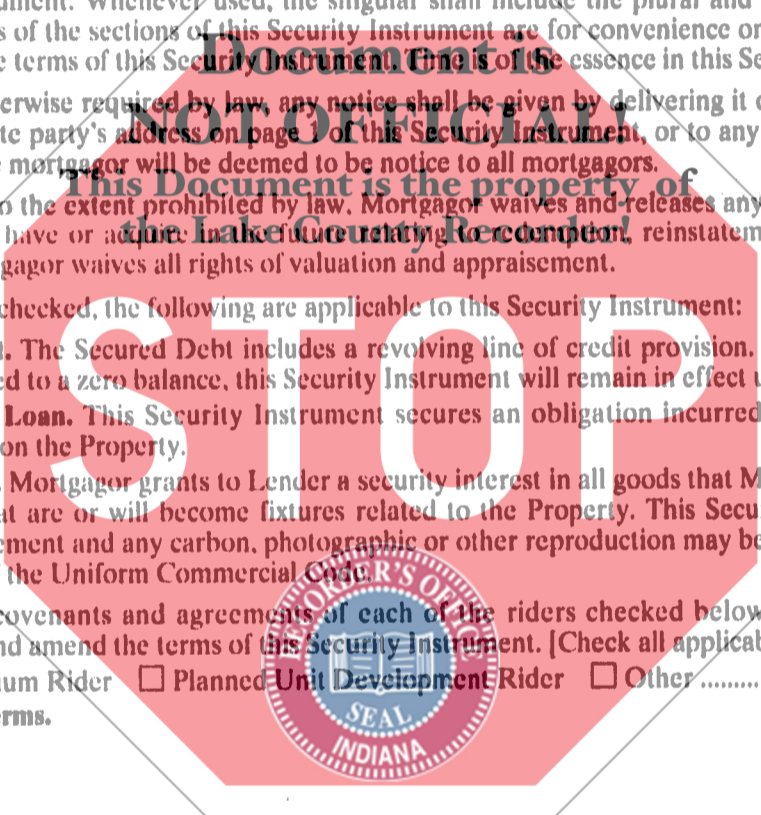 ument. Whenever used, the singular shall include the plural and
s of the sections of this Security Instrument are for convenience or
e terms of this Security Instrument. Time is of the essence in this Se
Document is
erwise required by law, any notice shall be given by delivering it o
NOT OFFICIAL!
te party's address on page 1 of this Security Instrument, or to any
e mortgagor will be deemed to be notice to all mortgagors.
This Document is the property of
o the extent prohibited by law, Mortgagor waives and releases any
the Lake County Recorder!
have or acquire in the future relating to redemption, reinstatem
gagor waives all rights of valuation and appraisement.
checked, the following are applicable to this Security Instrument:
STOP
t. The Secured Debt includes a revolving line of credit provision.
ed to a zero balance, this Security Instrument will remain in effect u
Loan. This Security Instrument secures an obligation incurred
on the Property.
. Mortgagor grants to Lender a security interest in all goods that M
at are or will become fixtures related to the Property. This Secu
ement and any carbon, photographic or other reproduction may be
the Uniform Commercial Code.
covenants and agreements of each of the riders checked below
nd amend the terms of this Security Instrument. [Check all applicab
um Rider ☐ Planned Unit Development Rider ☐ Other .........
erms.
RECORDER'S OFFICE
SEAL
INDIANA